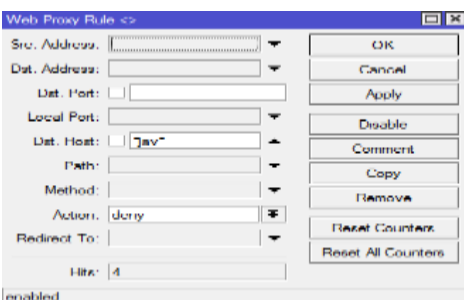 Web Proxy Rule <>
Src. Address:
OK
Dst. Address:
Cancel
Dst. Port:
Apply
Local Port:
Disable
Dst. Host: *jav*
Comment
Path:
Copy
Method:
Remove
Action: deny
Reset Counters
Redirect To:
Reset All Counters
Hits: 4
enabled